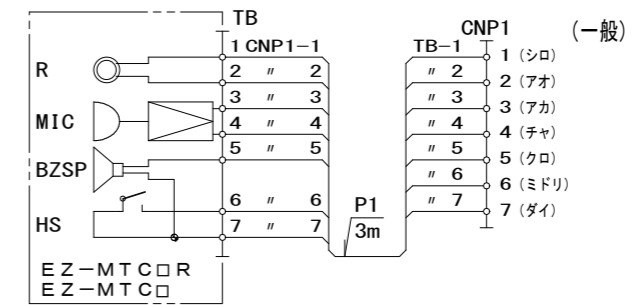 TB
CNP1
(一般)
1 CNP1-1
TB-1
1 (シロ)
R
2 〃 2
〃 2
2 (アオ)
3 〃 3
〃 3
3 (アカ)
MIC
4 〃 4
〃 4
4 (チャ)
5 〃 5
〃 5
5 (クロ)
BZSP
〃 6
6 (ミドリ)
6 〃 6
P1
〃 7
7 (ダイ)
HS
7 〃 7
3m
EZ-MTC□R
EZ-MTC□